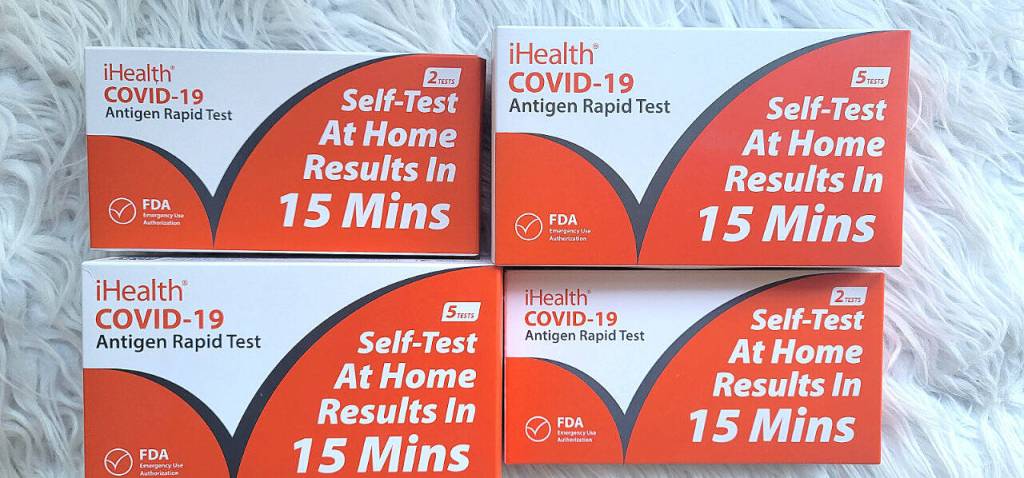 iHealth®
COVID-19
Antigen Rapid Test
2 TESTS
Self-Test
At Home
Results In
15 Mins
FDA
Emergency Use
Authorization
iHealth®
COVID-19
Antigen Rapid Test
5 TESTS
Self-Test
At Home
Results In
15 Mins
FDA
Emergency Use
Authorization
iHealth®
COVID-19
Antigen Rapid Test
5 TESTS
Self-Test
At Home
Results In
15 Mins
FDA
Emergency Use
Authorization
iHealth®
COVID-19
Antigen Rapid Test
2 TESTS
Self-Test
At Home
Results In
15 Mins
FDA
Emergency Use
Authorization